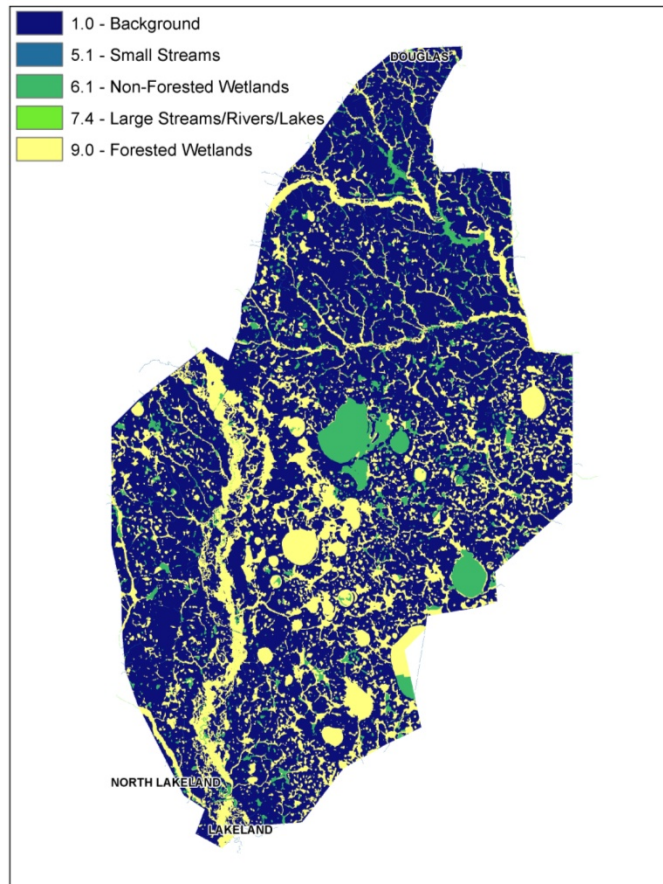 1.0 - Background
5.1 - Small Streams
6.1 - Non-Forested Wetlands
7.4 - Large Streams/Rivers/Lakes
9.0 - Forested Wetlands
DOUGLAS
NORTH LAKELAND
LAKELAND